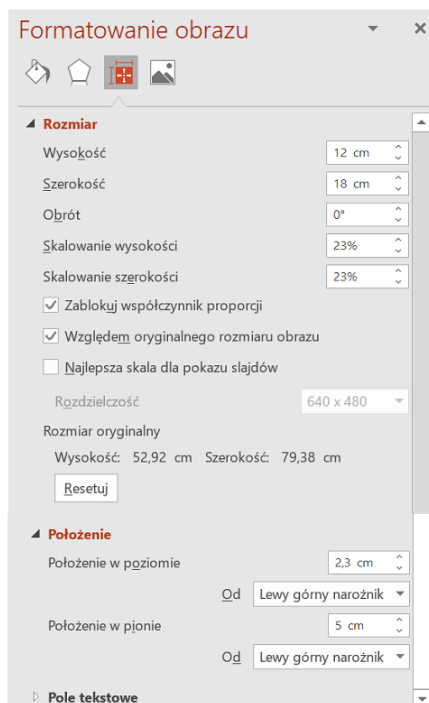 Formatowanie obrazu
Rozmiar
Wysokość 12 cm
Szerokość 18 cm
Obrót 0°
Skalowanie wysokości 23%
Skalowanie szerokości 23%
Zablokuj współczynnik proporcji
Względem oryginalnego rozmiaru obrazu
Najlepsza skala dla pokazu slajdów
Rozdzielczość 640 x 480
Rozmiar oryginalny
Wysokość: 52,92 cm Szerokość: 79,38 cm
Resetuj
Położenie
Położenie w poziomie 2,3 cm
Od Lewy górny narożnik
Położenie w pionie 5 cm
Od Lewy górny narożnik
Pole tekstowe